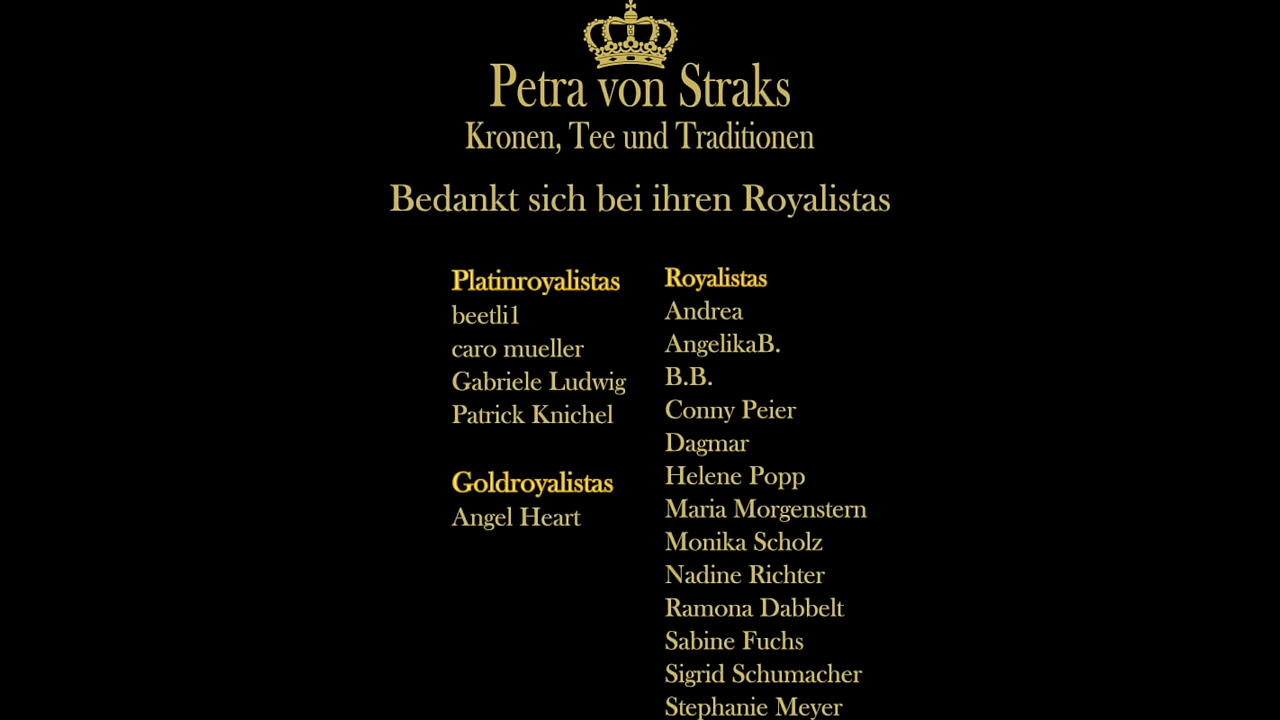 Petra von Straks
Kronen, Tee und Traditionen
Bedankt sich bei ihren Royalistas
Platinroyalistas
beetli1
caro mueller
Gabriele Ludwig
Patrick Knichel
Goldroyalistas
Angel Heart
Royalistas
Andrea
AngelikaB.
B.B.
Conny Peier
Dagmar
Helene Popp
Maria Morgenstern
Monika Scholz
Nadine Richter
Ramona Dabbelt
Sabine Fuchs
Sigrid Schumacher
Stephanie Meyer